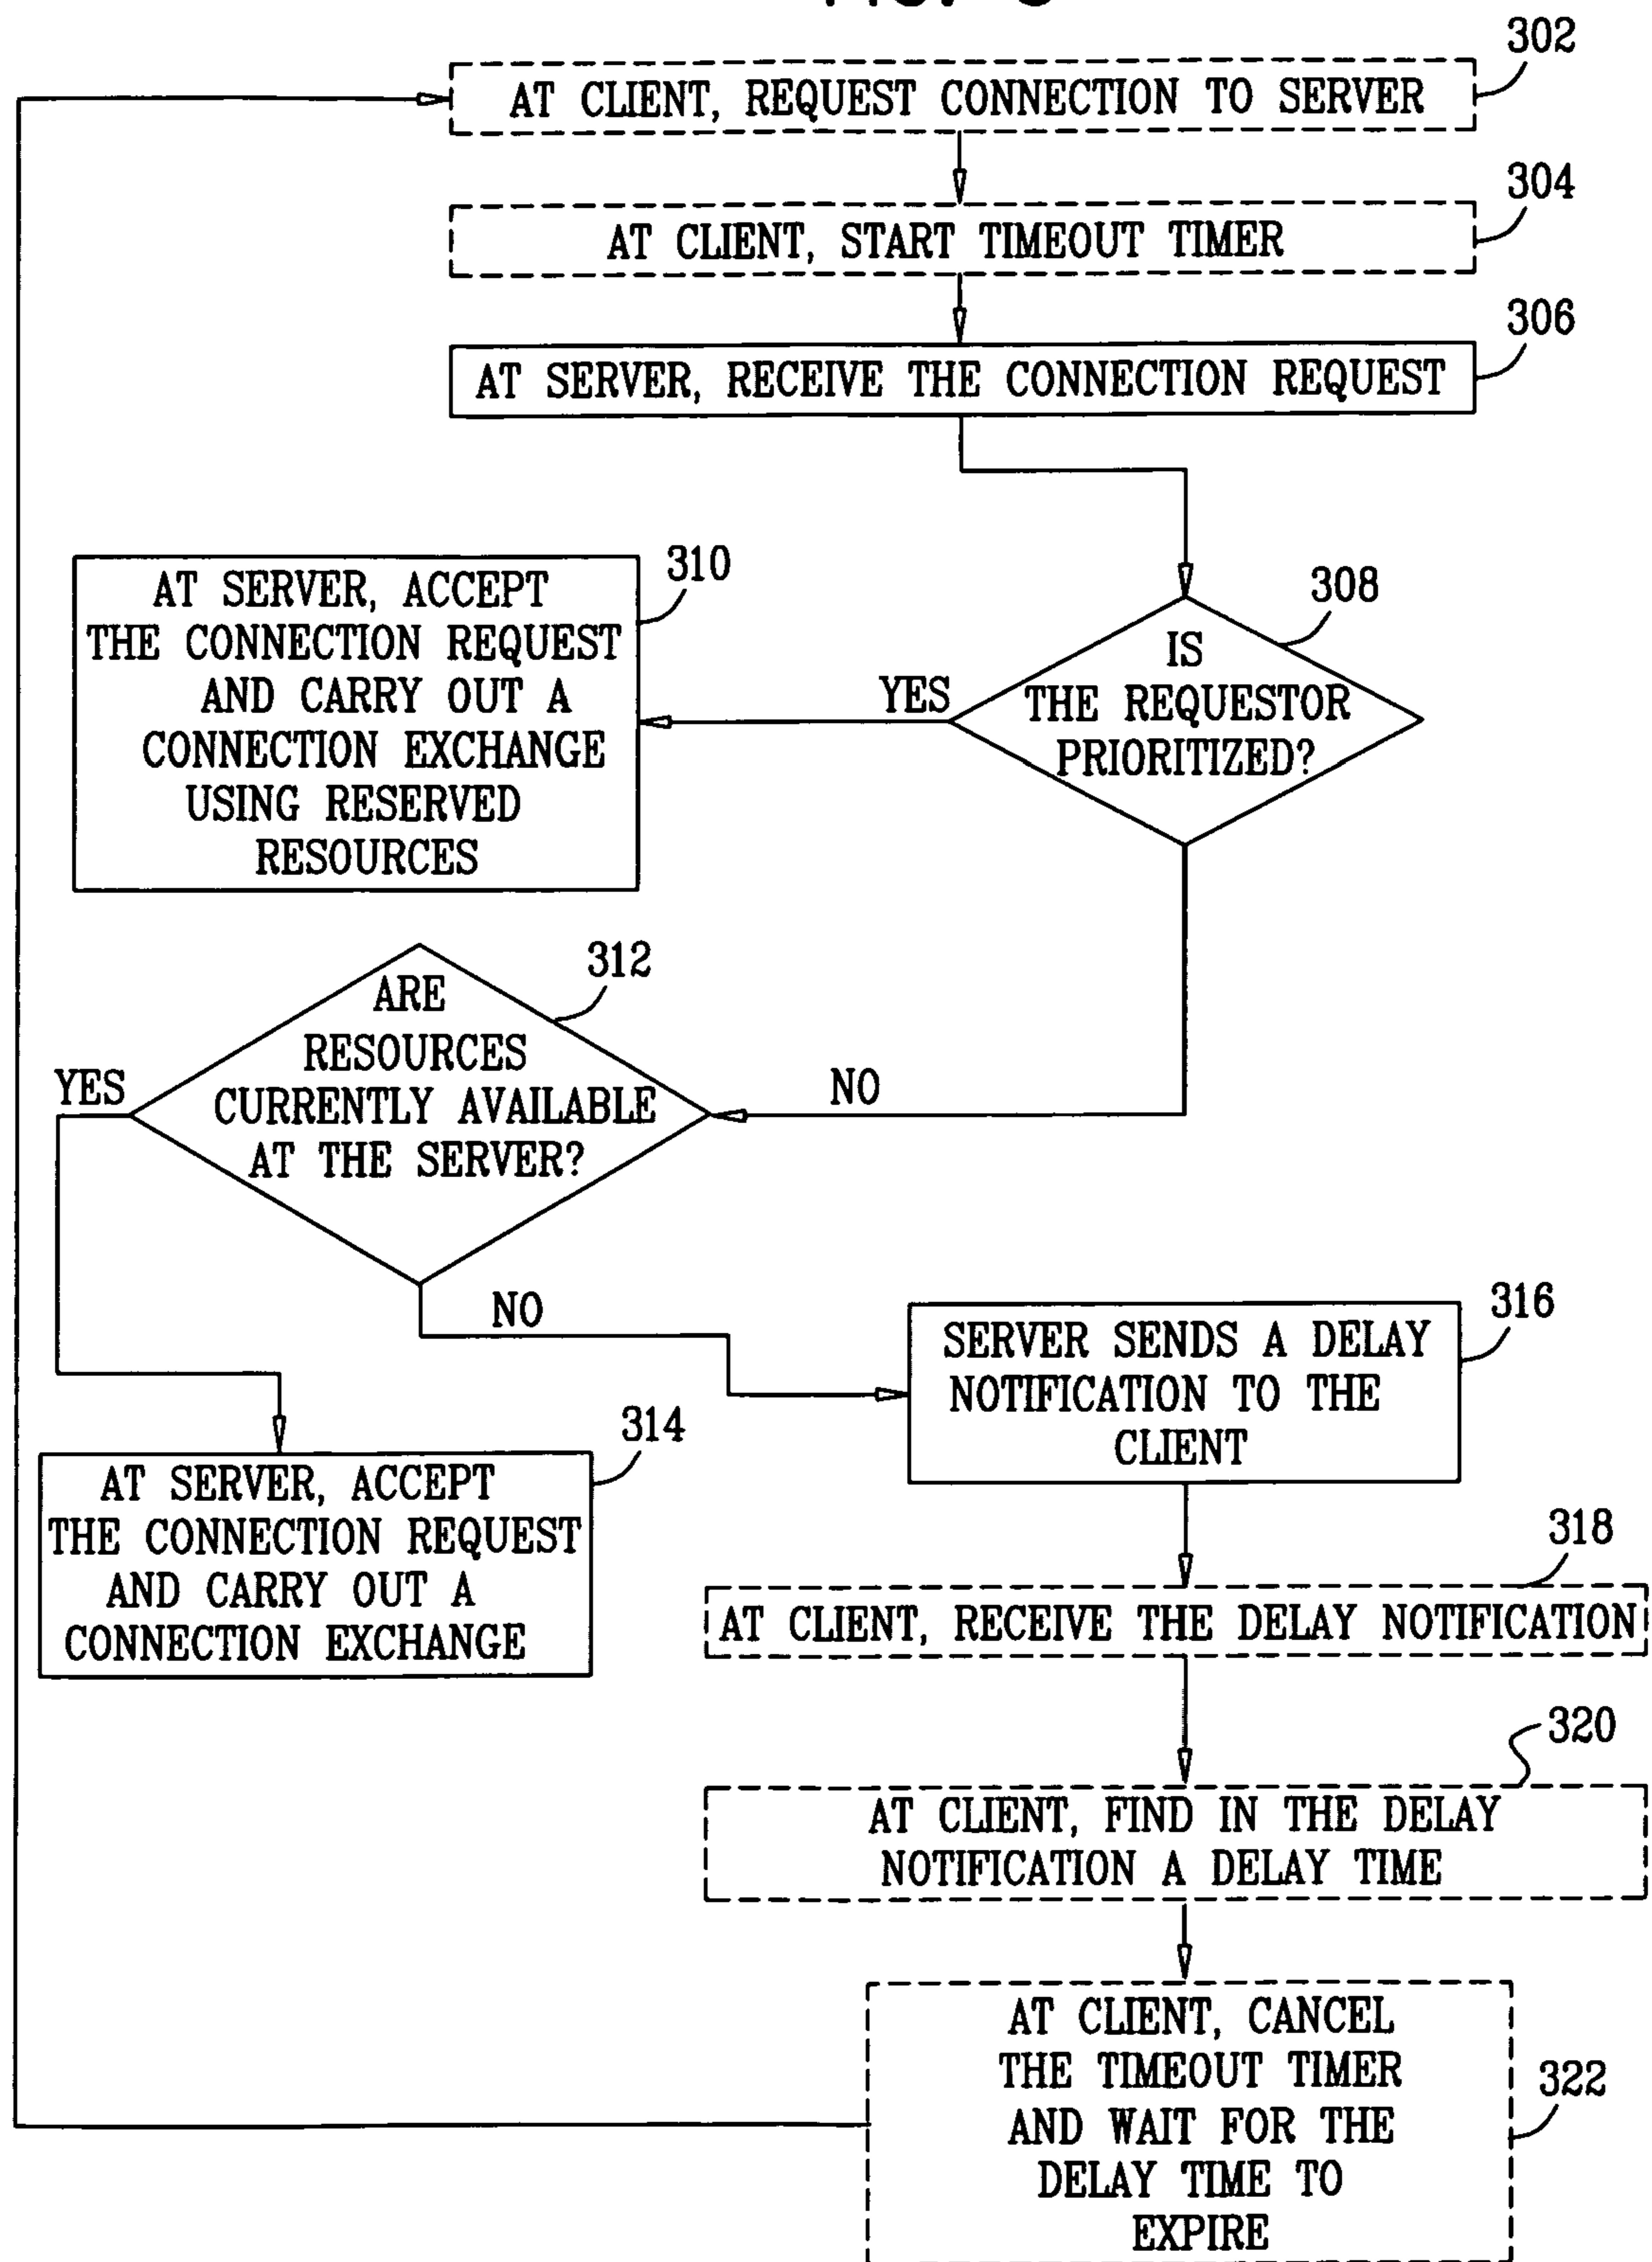 302
AT CLIENT, REQUEST CONNECTION TO SERVER
304
AT CLIENT, START TIMEOUT TIMER
306
AT SERVER, RECEIVE THE CONNECTION REQUEST
310
AT SERVER, ACCEPT
THE CONNECTION REQUEST
AND CARRY OUT A
CONNECTION EXCHANGE
USING RESERVED
RESOURCES
308
IS
THE REQUESTOR
PRIORITIZED?
YES
312
ARE
RESOURCES
CURRENTLY AVAILABLE
AT THE SERVER?
YES
NO
NO
316
SERVER SENDS A DELAY
NOTIFICATION TO THE
CLIENT
314
AT SERVER, ACCEPT
THE CONNECTION REQUEST
AND CARRY OUT A
CONNECTION EXCHANGE
318
AT CLIENT, RECEIVE THE DELAY NOTIFICATION
320
AT CLIENT, FIND IN THE DELAY
NOTIFICATION A DELAY TIME
322
AT CLIENT, CANCEL
THE TIMEOUT TIMER
AND WAIT FOR THE
DELAY TIME TO
EXPIRE